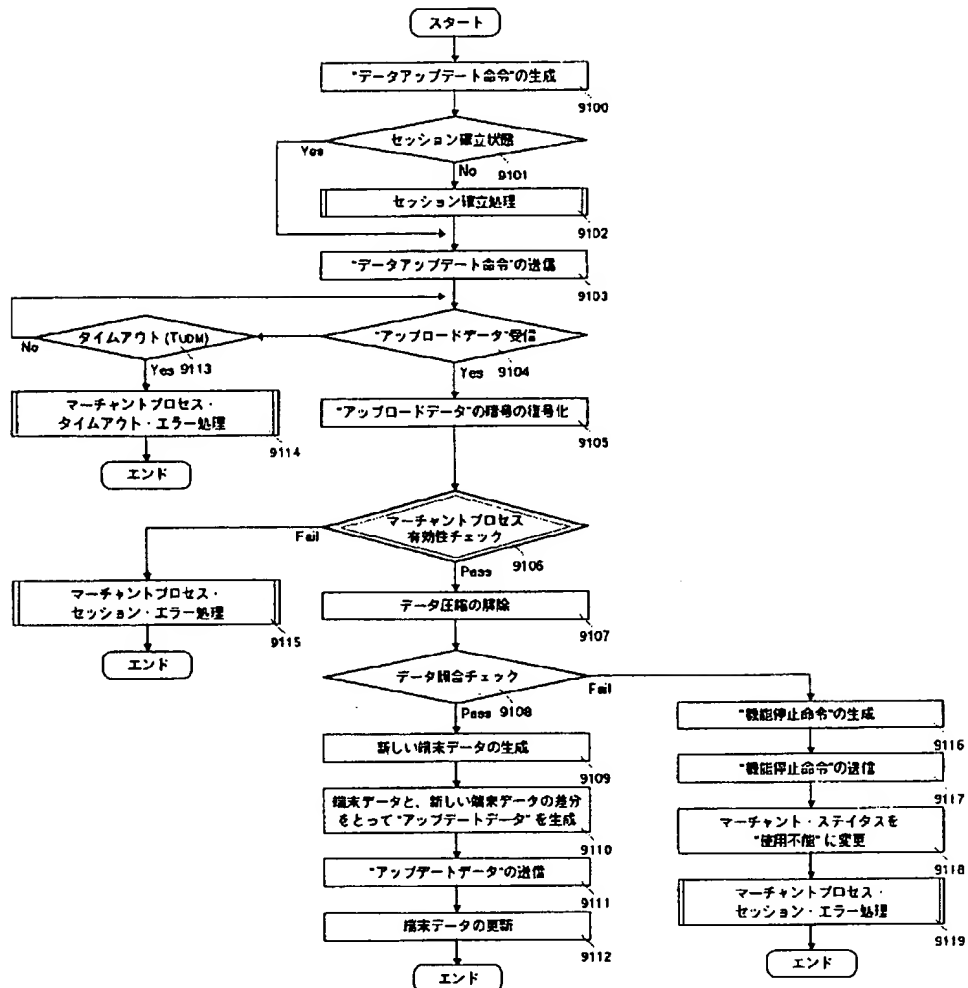 スタート
"データアップデート命令"の生成
9100
セッション確立状態
Yes
9101
No
セッション確立処理
9102
"データアップデート命令"の送信
9103
タイムアウト(TUDM)
No
"アップロードデータ"受信
Yes 9113
9104
Yes
マーチャントプロセス・
タイムアウト・エラー処理
9114
"アップロードデータ"の暗号の復号化
9105
エンド
マーチャントプロセス
有効性チェック
Fail
9106
Pass
マーチャントプロセス・
セッション・エラー処理
9115
データ圧縮の解除
9107
エンド
データ照合チェック
Fail
Pass 9108
"機能停止命令"の生成
9116
新しい端末データの生成
9109
"機能停止命令"の送信
9117
端末データと、新しい端末データの差分
をとって"アップデートデータ"を生成
9110
マーチャント・ステイタスを
"使用不能"に変更
9118
"アップデートデータ"の送信
9111
マーチャントプロセス・
セッション・エラー処理
9119
端末データの更新
9112
エンド
エンド